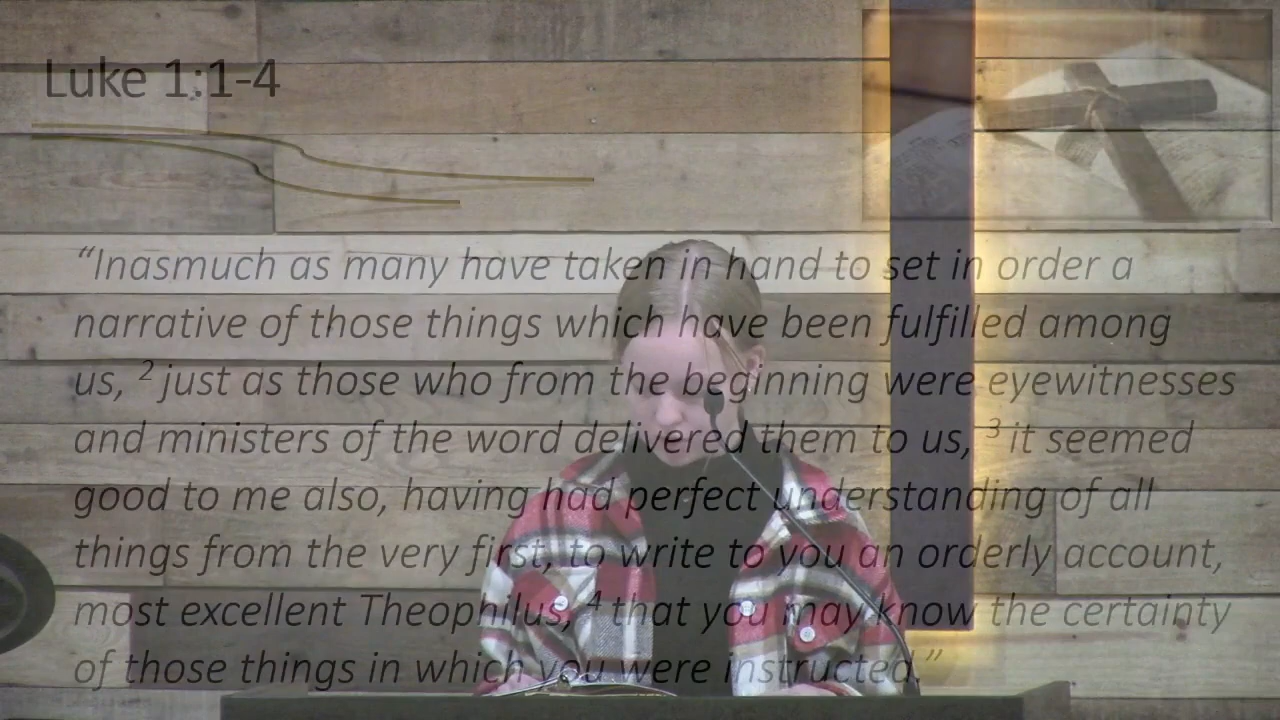 Luke 1:1-4
“Inasmuch as many have taken in hand to set in order a
narrative of those things which have been fulfilled among
us, ² just as those who from the beginning were eyewitnesses
and ministers of the word delivered them to us, ³ it seemed
good to me also, having had perfect understanding of all
things from the very first, to write to you an orderly account,
most excellent Theophilus, ⁴ that you may know the certainty
of those things in which you were instructed.”